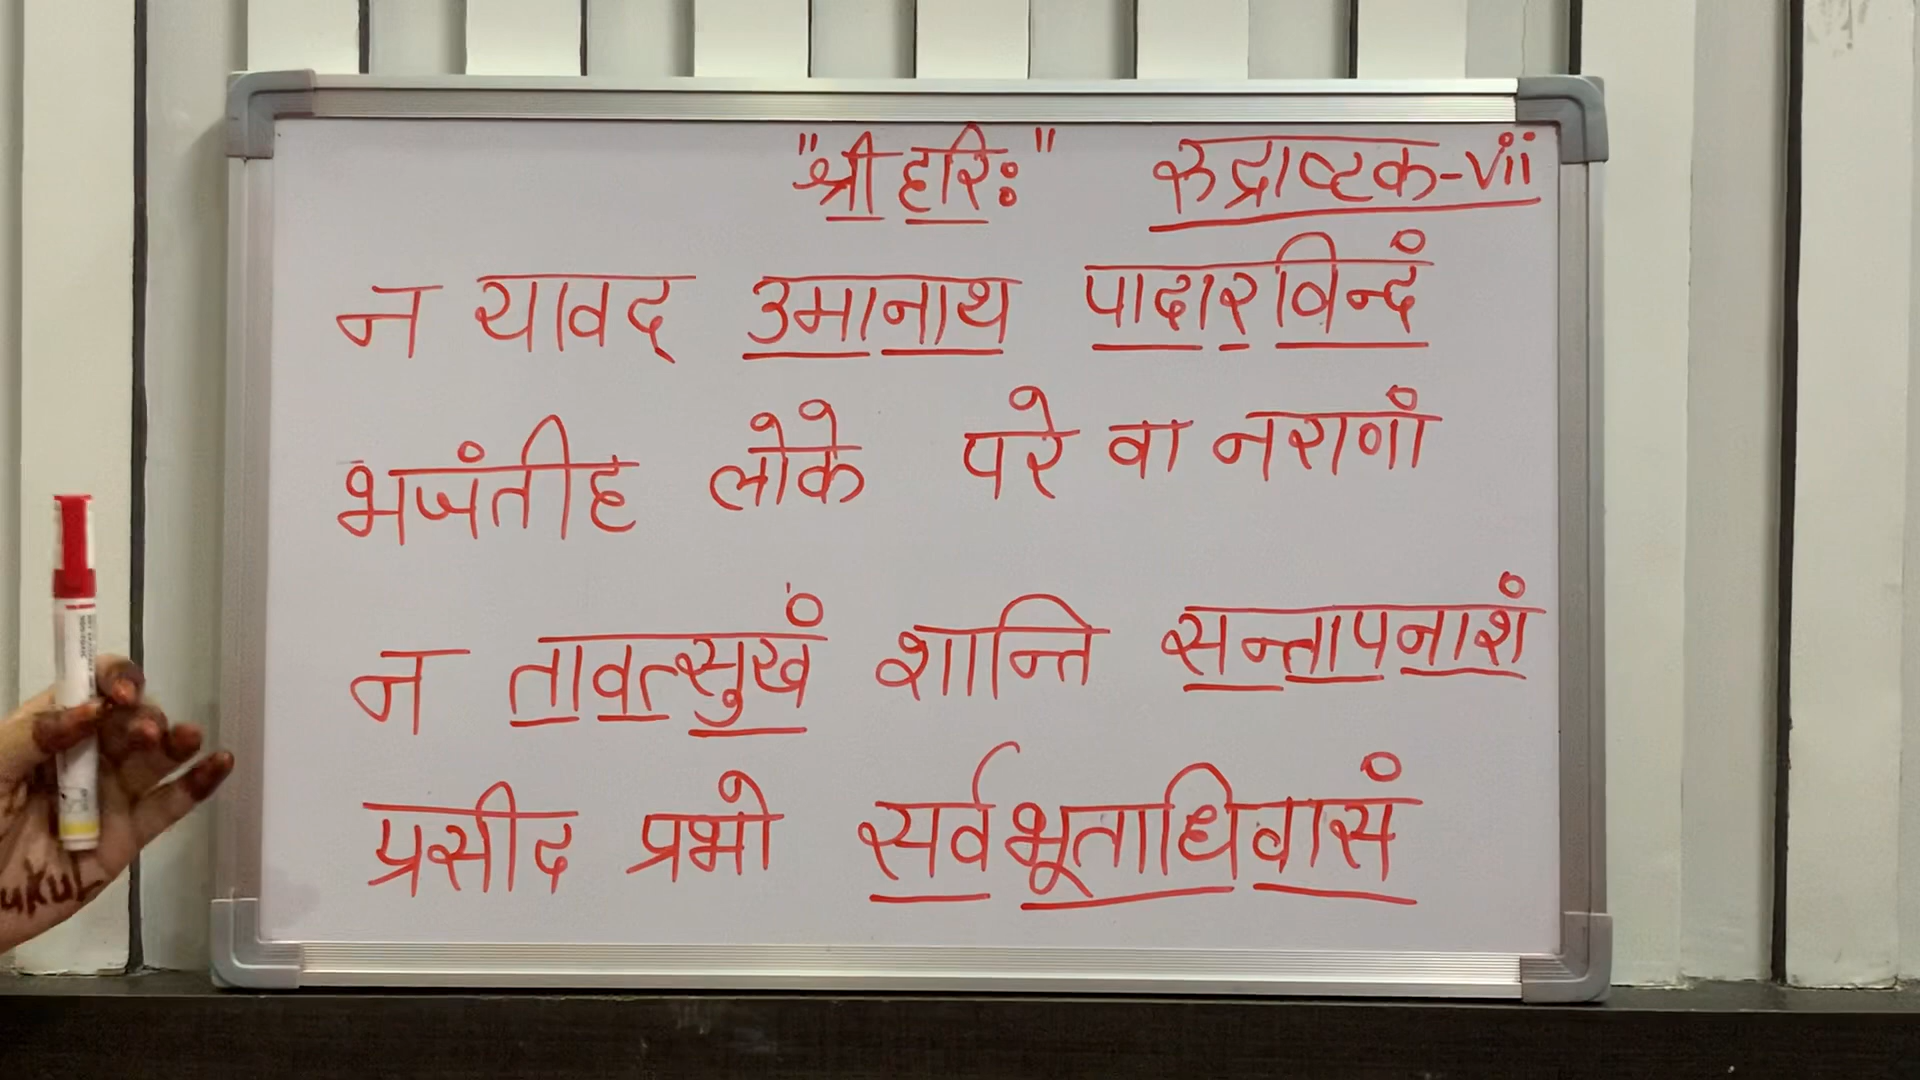 "श्री हरिः" रुद्राष्टक-vii
न यावद् उमानाथ पादारविन्दं
भजंतीह लोके परे वा नराणां
न तावत्सुखं शान्ति सन्तापनाशं
प्रसीद प्रभो सर्वभूताधिवासं